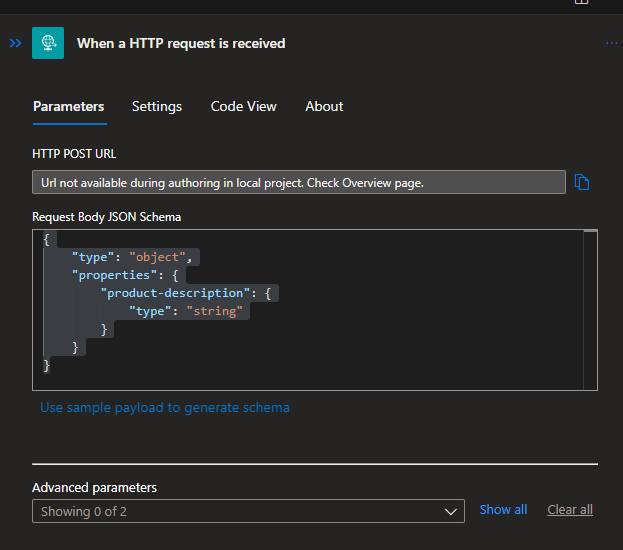 When a HTTP request is received
Parameters Settings Code View About
HTTP POST URL
Url not available during authoring in local project. Check Overview page.
Request Body JSON Schema
{
"type": "object",
"properties": {
"product-description": {
"type": "string"
}
}
}
Use sample payload to generate schema
Advanced parameters
Showing 0 of 2 Show all Clear all